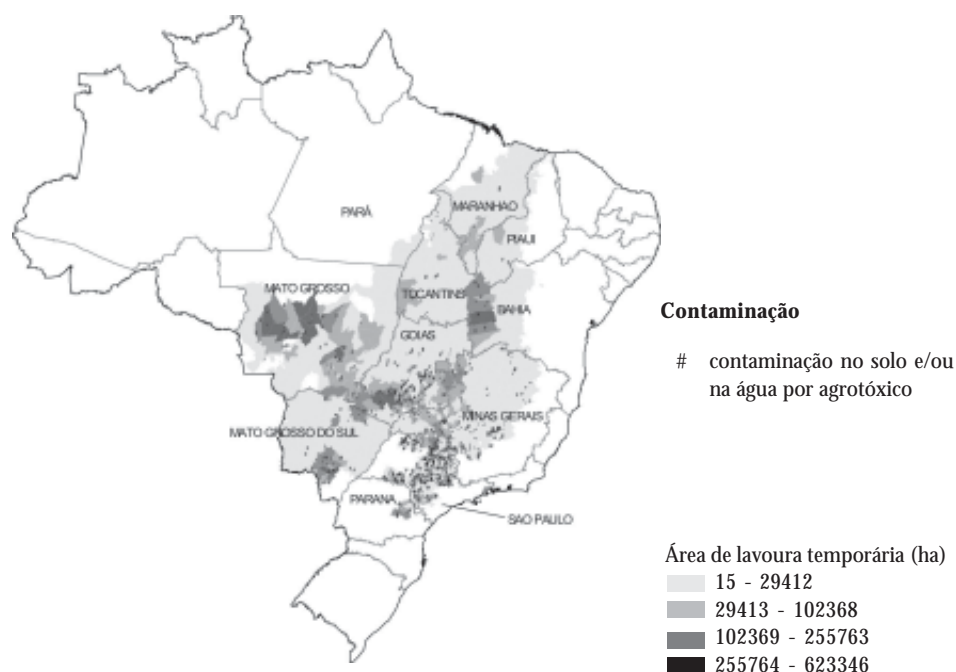 PARÁ
MARANHAO
PIAUI
MATO GROSSO
TOCANTINS
BAHIA
GOIAS
MINAS GERAIS
MATO GROSSO DO SUL
PARANA
SAO PAULO
Contaminação
# contaminação no solo e/ou
na água por agrotóxico
Área de lavoura temporária (ha)
15 - 29412
29413 - 102368
102369 - 255763
255764 - 623346